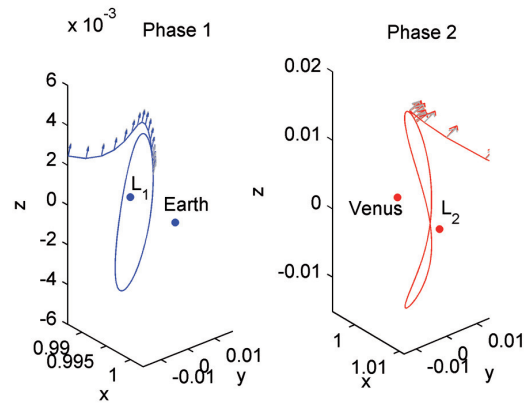 x 10⁻³
Phase 1
6
4
2
0
-2
-4
-6
z
L₁
Earth
0.99
0.995
1
x
-0.01
0
0.01
y
Phase 2
0.02
0.01
0
-0.01
z
Venus
L₂
1
1.01
x
-0.01
0
0.01
y